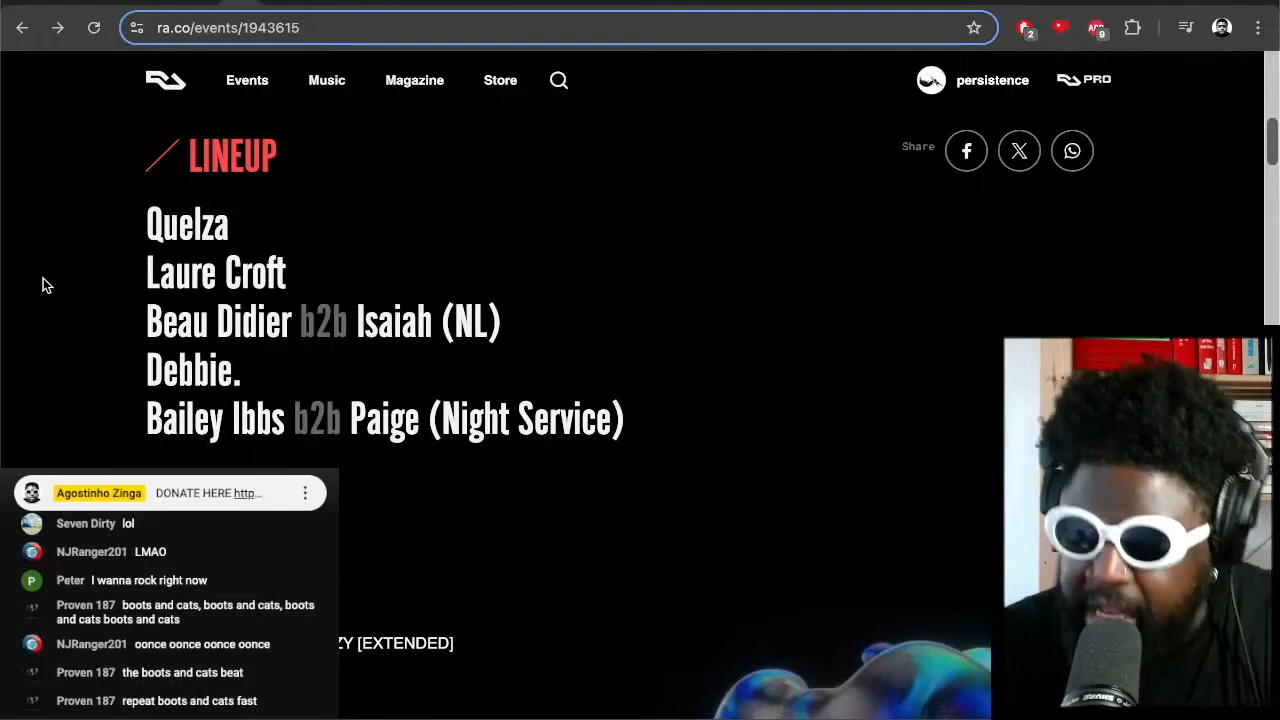 ra.co/events/1943615
2
9
Events Music Magazine Store
persistence
PRO
LINEUP
Share
Quelza
Laure Croft
Beau Didier b2b Isaiah (NL)
Debbie.
Bailey Ibbs b2b Paige (Night Service)
Agostinho Zinga DONATE HERE http...
Seven Dirty lol
NJRanger201 LMAO
P
Peter I wanna rock right now
Proven 187 boots and cats, boots and cats, boots
and cats boots and cats
NJRanger201 oonce oonce oonce oonce
Proven 187 the boots and cats beat
Proven 187 repeat boots and cats fast
ZY [EXTENDED]